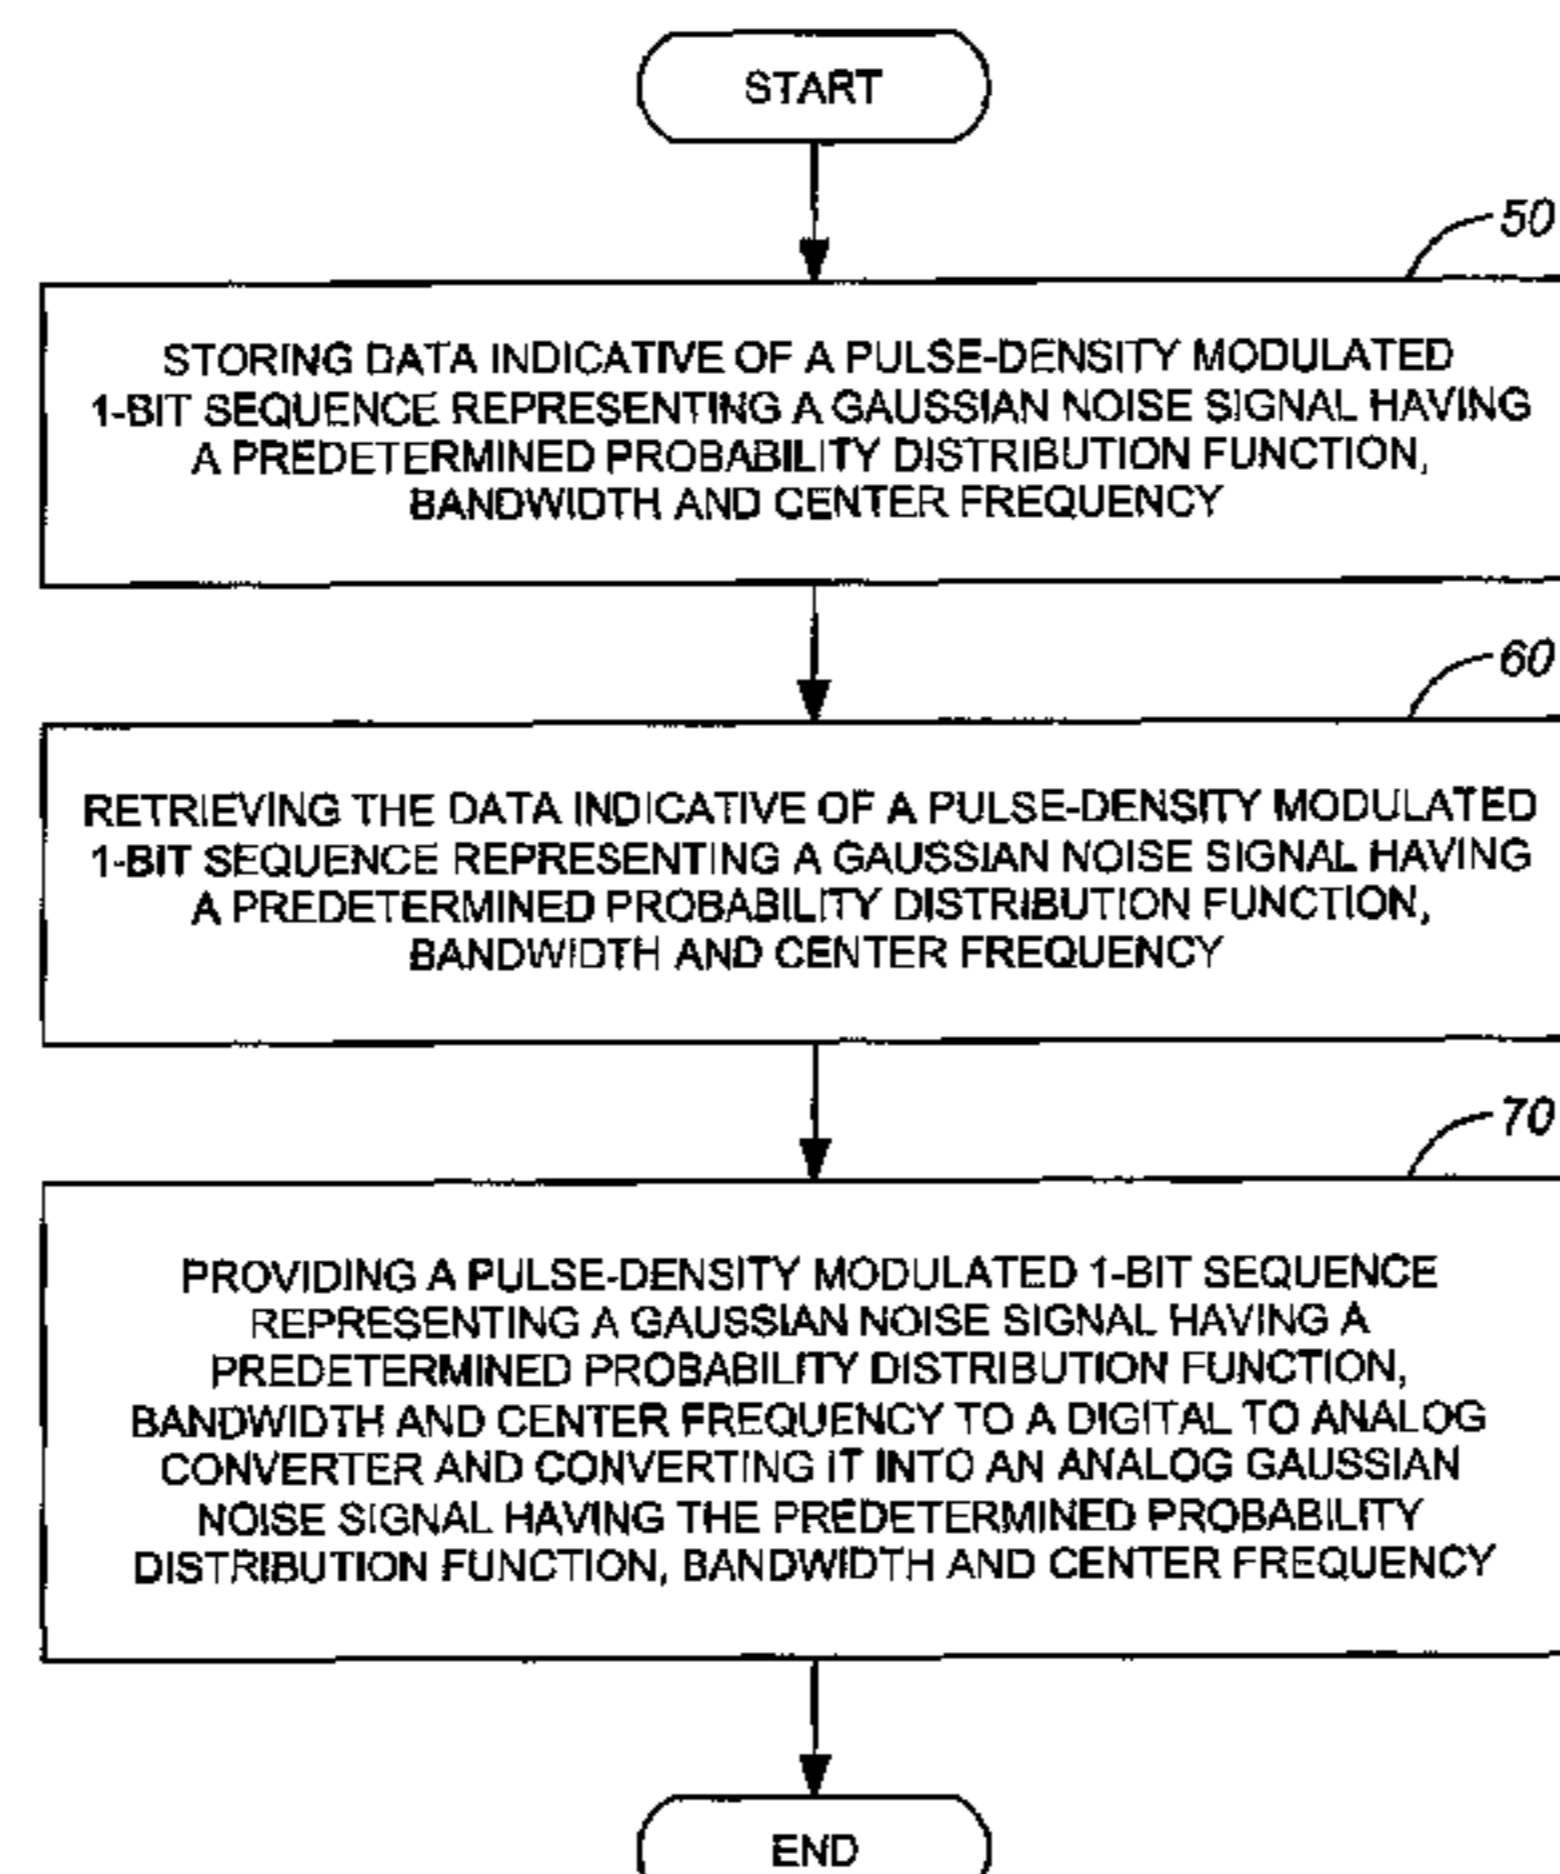 START
50
STORING DATA INDICATIVE OF A PULSE-DENSITY MODULATED
1-BIT SEQUENCE REPRESENTING A GAUSSIAN NOISE SIGNAL HAVING
A PREDETERMINED PROBABILITY DISTRIBUTION FUNCTION,
BANDWIDTH AND CENTER FREQUENCY
60
RETRIEVING THE DATA INDICATIVE OF A PULSE-DENSITY MODULATED
1-BIT SEQUENCE REPRESENTING A GAUSSIAN NOISE SIGNAL HAVING
A PREDETERMINED PROBABILITY DISTRIBUTION FUNCTION,
BANDWIDTH AND CENTER FREQUENCY
70
PROVIDING A PULSE-DENSITY MODULATED 1-BIT SEQUENCE
REPRESENTING A GAUSSIAN NOISE SIGNAL HAVING A
PREDETERMINED PROBABILITY DISTRIBUTION FUNCTION,
BANDWIDTH AND CENTER FREQUENCY TO A DIGITAL TO ANALOG
CONVERTER AND CONVERTING IT INTO AN ANALOG GAUSSIAN
NOISE SIGNAL HAVING THE PREDETERMINED PROBABILITY
DISTRIBUTION FUNCTION, BANDWIDTH AND CENTER FREQUENCY
END